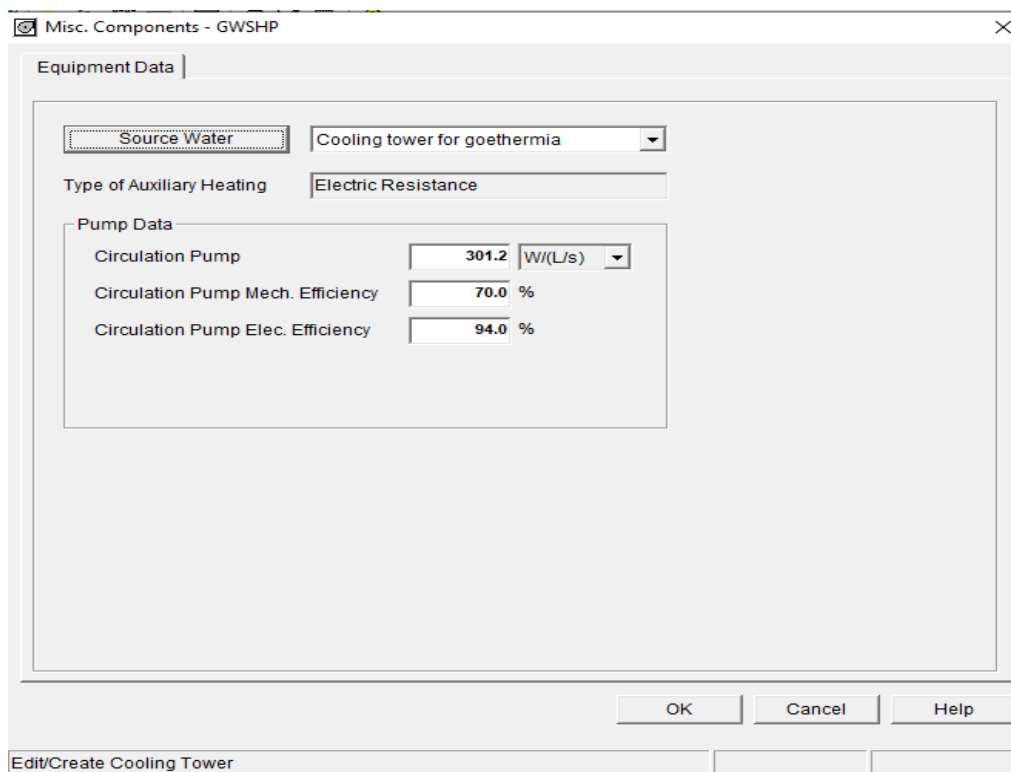 Misc. Components - GWSHP
Equipment Data
Source Water Cooling tower for goethermia
Type of Auxiliary Heating Electric Resistance
Pump Data
Circulation Pump 301.2 W/(L/s)
Circulation Pump Mech. Efficiency 70.0 %
Circulation Pump Elec. Efficiency 94.0 %
OK Cancel Help
Edit/Create Cooling Tower